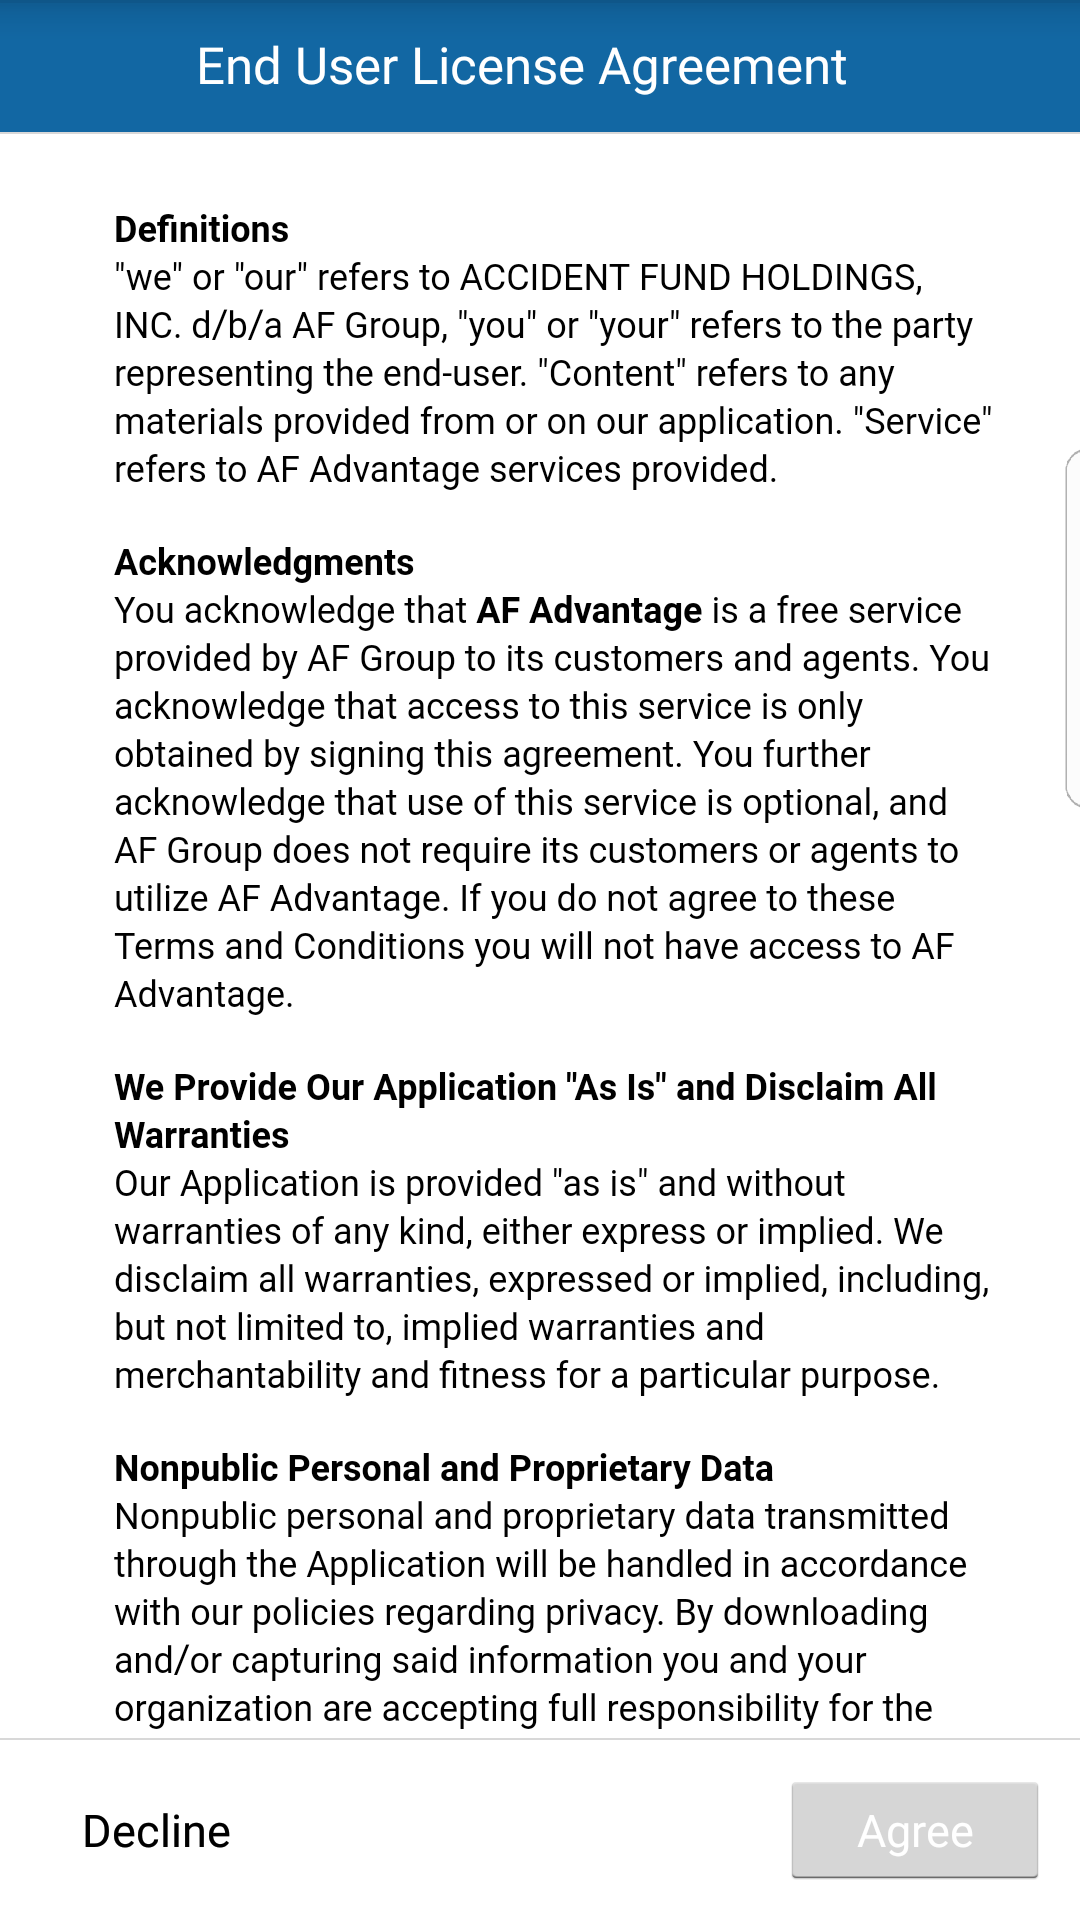 End User License Agreement
Definitions
"we" or "our" refers to ACCIDENT FUND HOLDINGS,
INC. d/b/a AF Group, "you" or "your" refers to the party
representing the end-user. "Content" refers to any
materials provided from or on our application. "Service"
refers to AF Advantage services provided.
Acknowledgments
You acknowledge that AF Advantage is a free service
provided by AF Group to its customers and agents. You
acknowledge that access to this service is only
obtained by signing this agreement. You further
acknowledge that use of this service is optional, and
AF Group does not require its customers or agents to
utilize AF Advantage. If you do not agree to these
Terms and Conditions you will not have access to AF
Advantage.
We Provide Our Application "As Is" and Disclaim All
Warranties
Our Application is provided "as is" and without
warranties of any kind, either express or implied. We
disclaim all warranties, expressed or implied, including,
but not limited to, implied warranties and
merchantability and fitness for a particular purpose.
Nonpublic Personal and Proprietary Data
Nonpublic personal and proprietary data transmitted
through the Application will be handled in accordance
with our policies regarding privacy. By downloading
and/or capturing said information you and your
organization are accepting full responsibility for the
Decline
Agree